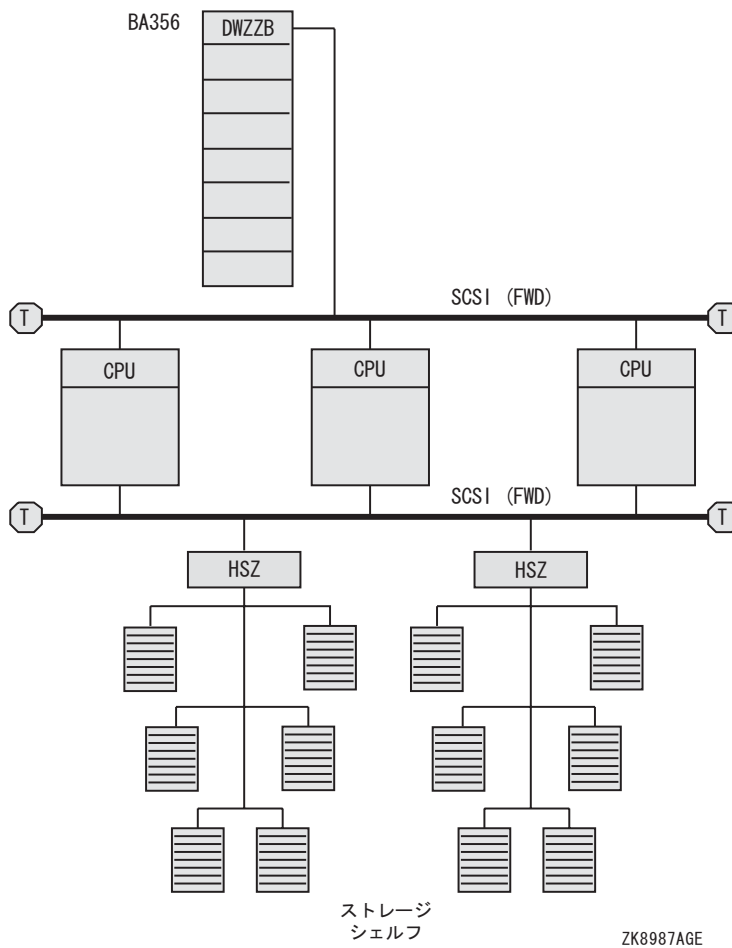 BA356
DWZZB
SCSI (FWD)
T
T
CPU
CPU
CPU
SCSI (FWD)
T
T
HSZ
HSZ
ストレージ
シェルフ
ZK8987AGE